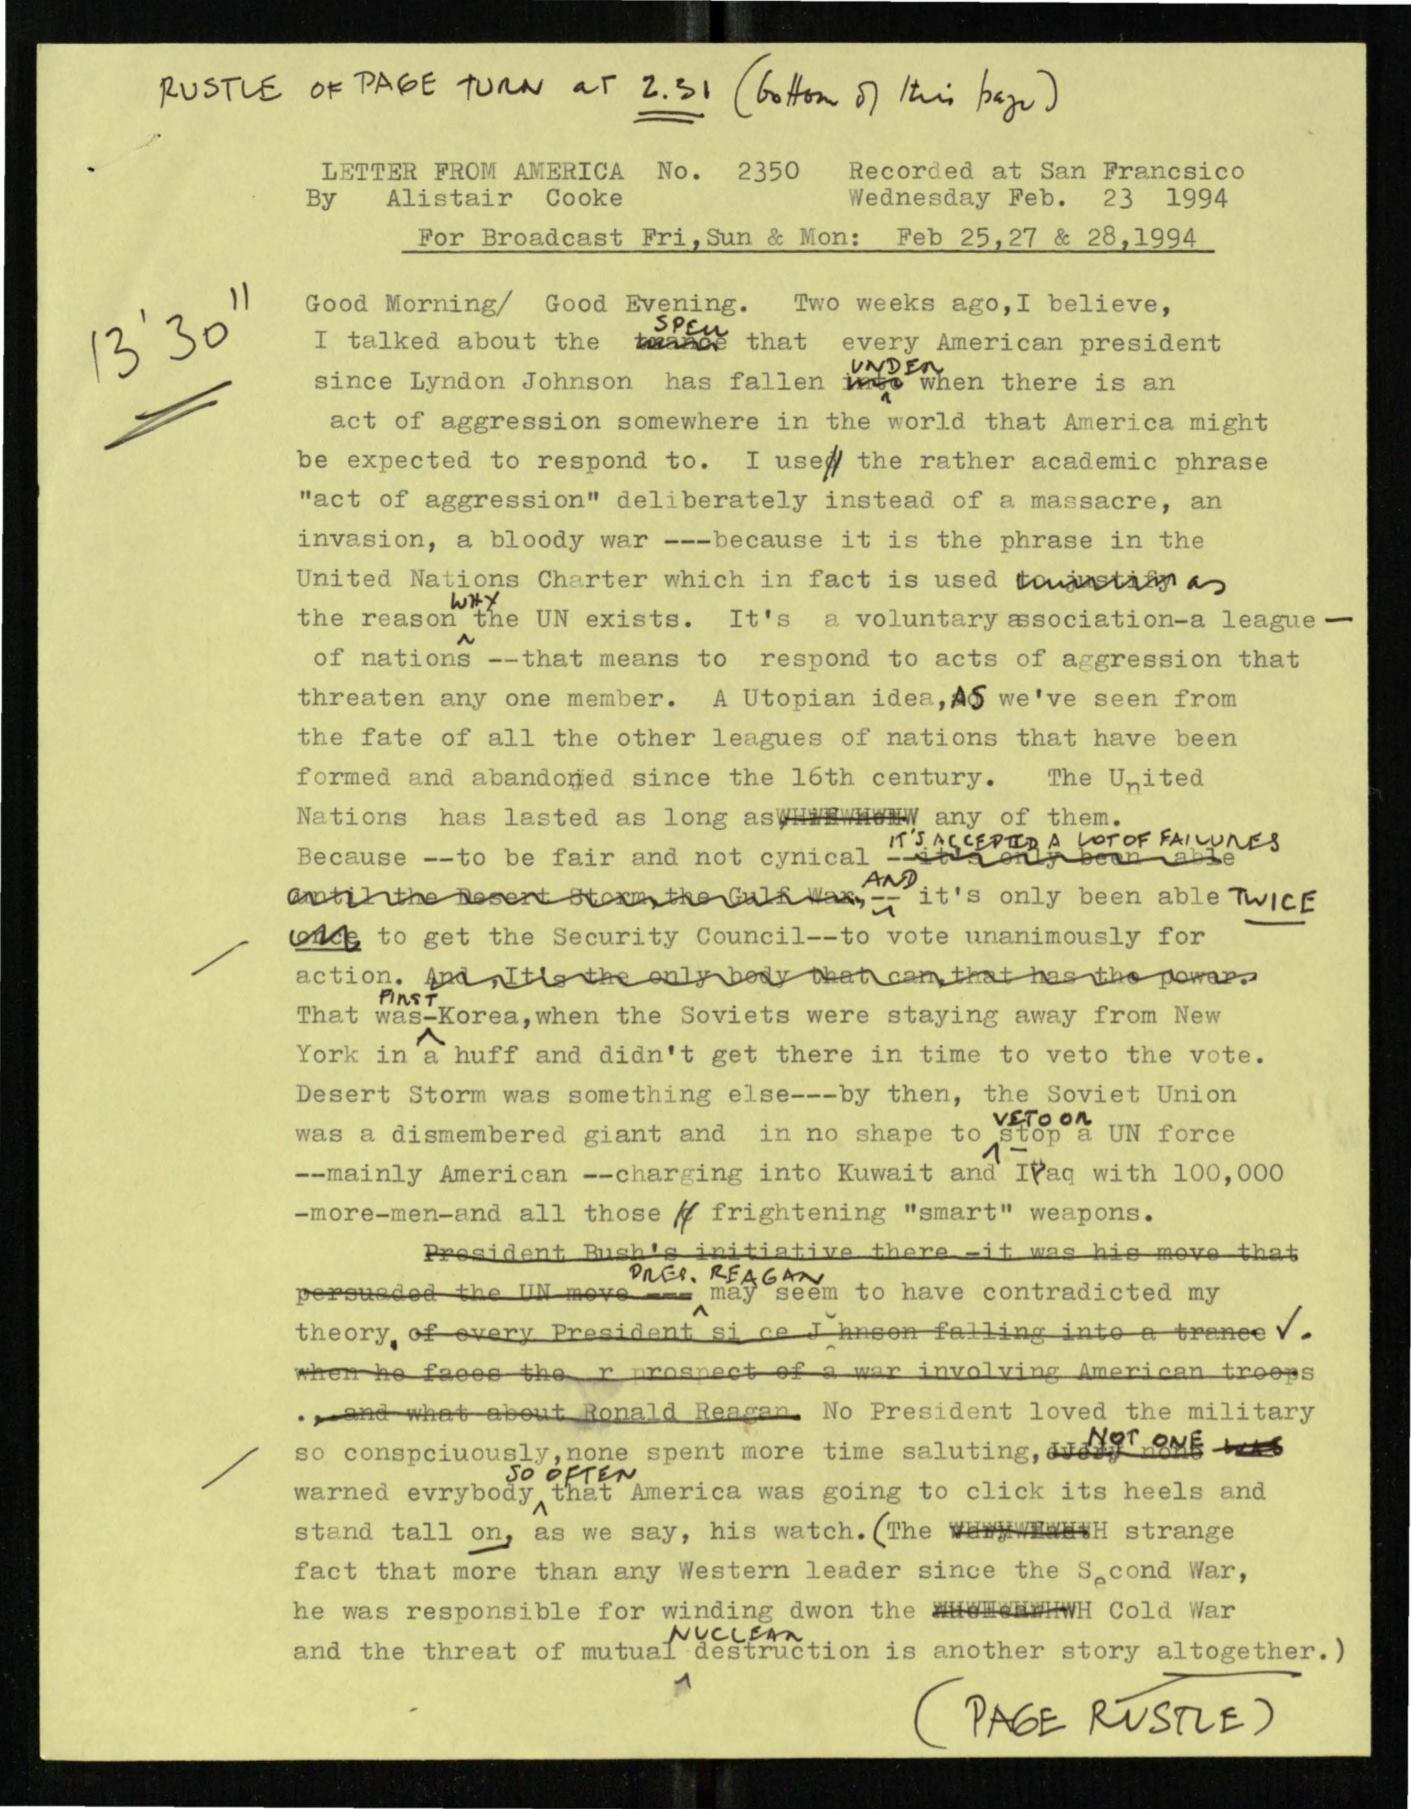 RUSTLE OF PAGE TURN at 2.31 (bottom of this page)
LETTER FROM AMERICA No. 2350 Recorded at San Francsico
By Alistair Cooke Wednesday Feb. 23 1994
For Broadcast Fri,Sun & Mon: Feb 25,27 & 28,1994
13'30"
Good Morning/ Good Evening. Two weeks ago,I believe,
SPELL
I talked about the trance that every American president
UNDER
since Lyndon Johnson has fallen into when there is an
act of aggression somewhere in the world that America might
be expected to respond to. I use the rather academic phrase
"act of aggression" deliberately instead of a massacre, an
invasion, a bloody war ---because it is the phrase in the
United Nations Charter which in fact is used to justify as
WHY
the reason the UN exists. It's a voluntary association-a league-
of nations --that means to respond to acts of aggression that
threaten any one member. A Utopian idea,AS we've seen from
the fate of all the other leagues of nations that have been
formed and abandoned since the 16th century. The United
Nations has lasted as long as any of them.
IT'S ACCEPTED A LOT OF FAILURES
Because --to be fair and not cynical --it's only been able
AND
until the Desert Storm,the Gulf War,-- it's only been able TWICE
once to get the Security Council--to vote unanimously for
action. And ,It's the only body that can,that has the power.
FIRST
That was-Korea,when the Soviets were staying away from New
York in a huff and didn't get there in time to veto the vote.
Desert Storm was something else---by then, the Soviet Union
VETO OR
was a dismembered giant and in no shape to stop a UN force
--mainly American --charging into Kuwait and Iraq with 100,000
-more-men-and all those frightening "smart" weapons.
President Bush's initiative there -it was his move that
PRES. REAGAN
persuaded the UN move --- may seem to have contradicted my
theory. of every President si ce J hnson falling into a trance ✓.
when he faces the r prospect of a war involving American troops
.,and what about Ronald Reagan. No President loved the military
NOT ONE
so conspciuously,none spent more time saluting, none was
SO OFTEN
warned evrybody that America was going to click its heels and
stand tall on, as we say, his watch.(The strange
fact that more than any Western leader since the Second War,
he was responsible for winding dwon the Cold War
NUCLEAR
and the threat of mutual destruction is another story altogether.)
(PAGE RUSTLE)